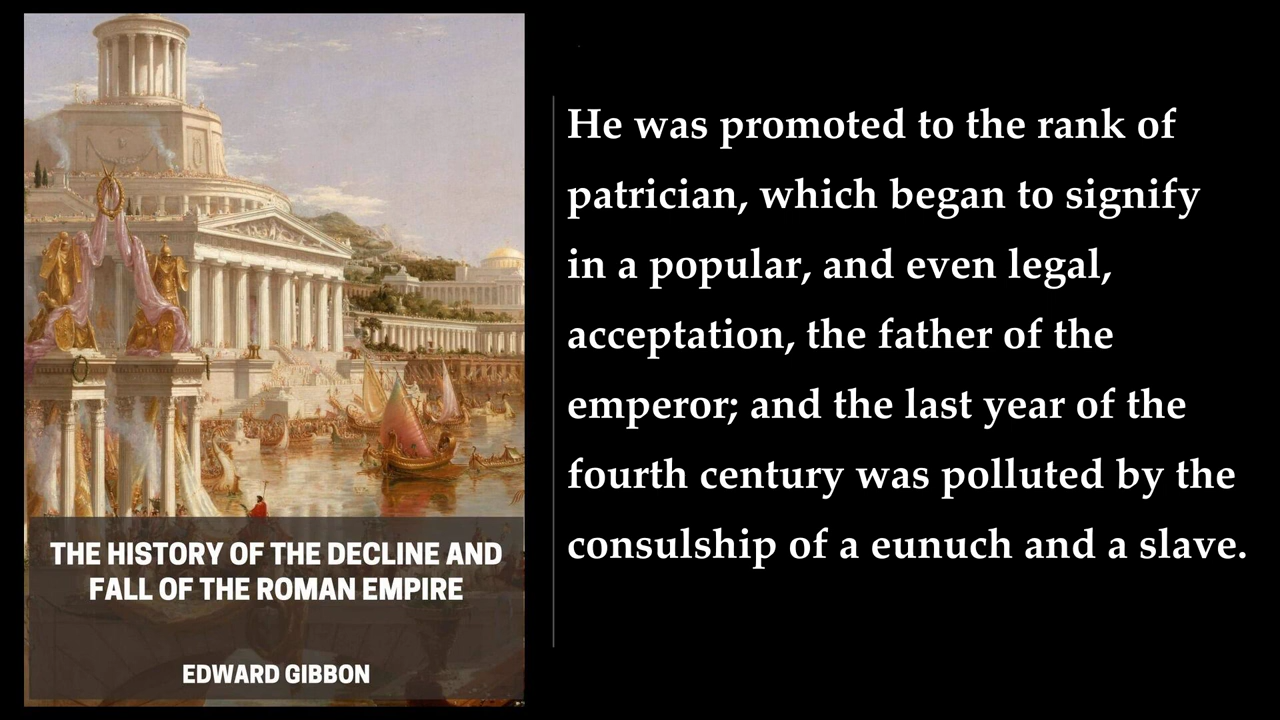 THE HISTORY OF THE DECLINE AND
FALL OF THE ROMAN EMPIRE
EDWARD GIBBON
He was promoted to the rank of
patrician, which began to signify
in a popular, and even legal,
acceptation, the father of the
emperor; and the last year of the
fourth century was polluted by the
consulship of a eunuch and a slave.